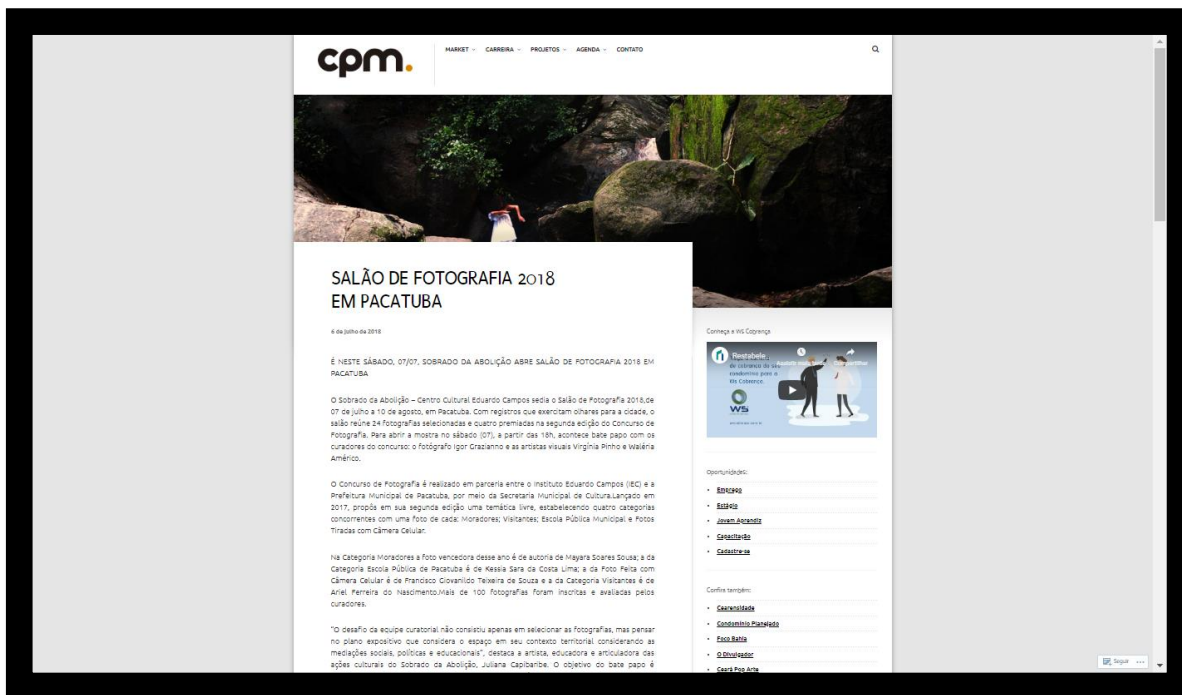 cpm.
MARKET CARREIRA PROJETOS AGENDA CONTATO
SALÃO DE FOTOGRAFIA 2018
EM PACATUBA
6 de julho de 2018
É NESTE SÁBADO, 07/07, SOBRADO DA ABOLIÇÃO ABRE SALÃO DE FOTOGRAFIA 2018 EM
PACATUBA
O Sobrado da Abolição – Centro Cultural Eduardo Campos sedia o Salão de Fotografia 2018,de
07 de julho a 10 de agosto, em Pacatuba. Com registros que exercitam olhares para a cidade, o
salão reúne 24 fotografias selecionadas e quatro premiadas na segunda edição do Concurso de
Fotografia. Para abrir a mostra no sábado (07), a partir das 18h, acontece bate papo com os
curadores do concurso: o fotógrafo Igor Grazianno e as artistas visuais Virgínia Pinho e Waléria
Américo.
O Concurso de Fotografia é realizado em parceria entre o Instituto Eduardo Campos (IEC) e a
Prefeitura Municipal de Pacatuba, por meio da Secretaria Municipal de Cultura.Lançado em
2017, propôs em sua segunda edição uma temática livre, estabelecendo quatro categorias
concorrentes com uma foto de cada: Moradores; Visitantes; Escola Pública Municipal e Fotos
Tiradas com Câmera Celular.
Na Categoria Moradores a foto vencedora desse ano é de autoria de Mayara Soares Sousa; a da
Categoria Escola Pública de Pacatuba é de Kessia Sara da Costa Lima; a da Foto Feita com
Câmera Celular é de Francisco Giovanildo Teixeira de Souza e a da Categoria Visitantes é de
Ariel Ferreira do Nascimento.Mais de 100 fotografias foram inscritas e avaliadas pelos
curadores.
"O desafio da equipe curatorial não consistiu apenas em selecionar as fotografias, mas pensar
no plano expositivo que considera o espaço em seu contexto territorial considerando as
mediações sociais, políticas e educacionais", destaca a artista, educadora e articuladora das
ações culturais do Sobrado da Abolição, Juliana Capibaribe. O objetivo do bate papo é
Conheça a WS Cobrança
Restabele
de cobrança do seu
condomínio para a
WS Cobrance.
WS
Oportunidades:
Emprego
Estágio
Jovem Aprendiz
Capacitação
Cadastre-se
Confira também:
Cearensidade
Condomínio Planejado
Foco Bahia
O Divulgador
Ceará Pop Arte
Seguir